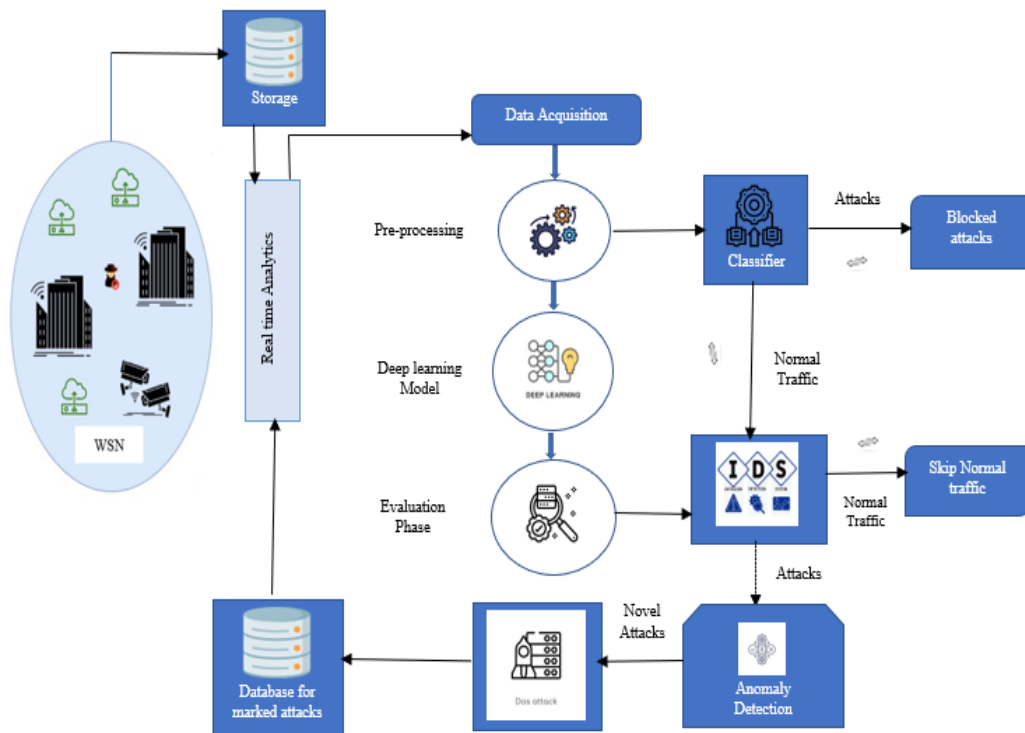 Storage
Data Acquisition
Pre-processing
Attacks
Blocked
attacks
Classifier
Real time Analytics
Deep learning
Model
DEEP LEARNING
Normal
Traffic
WSN
Evaluation
Phase
I D S
Skip Normal
traffic
Normal
Traffic
Attacks
Novel
Attacks
Dos attack
Anomaly
Detection
Database for
marked attacks